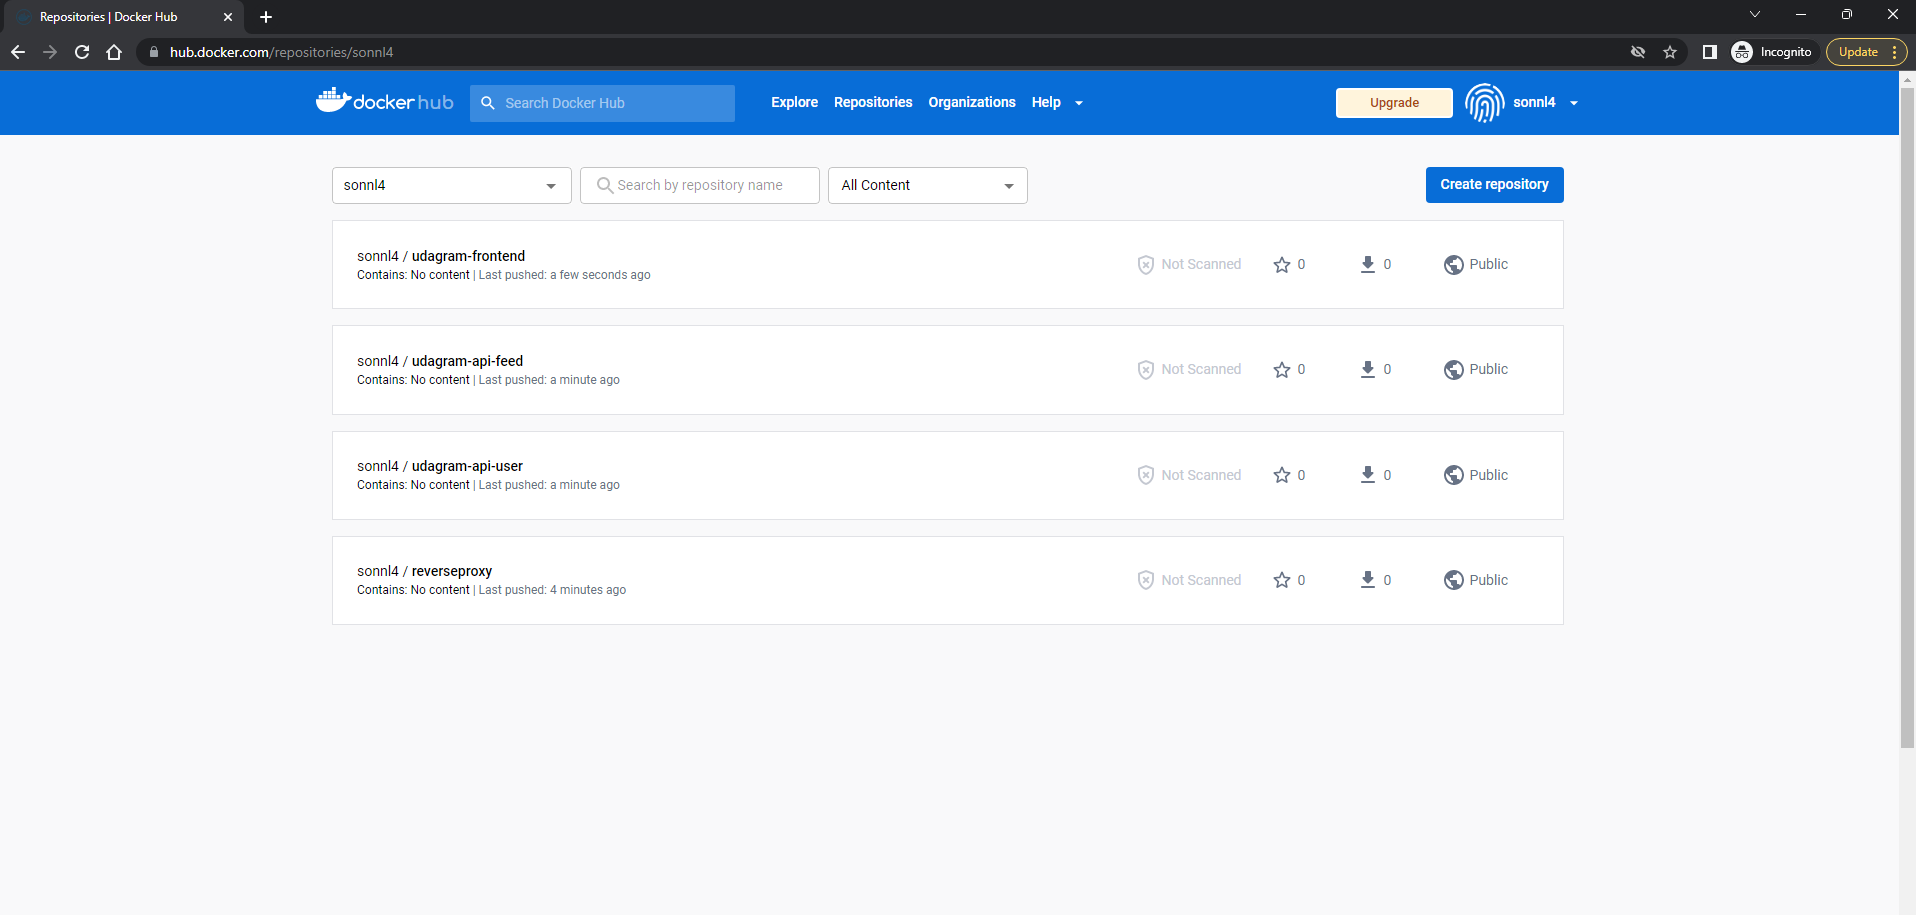 Repositories | Docker Hub
hub.docker.com/repositories/sonnl4
Incognito
Update
docker hub
Search Docker Hub
Explore
Repositories
Organizations
Help
Upgrade
sonnl4
sonnl4
Search by repository name
All Content
Create repository
sonnl4 / udagram-frontend
Contains: No content | Last pushed: a few seconds ago
Not Scanned
0
0
Public
sonnl4 / udagram-api-feed
Contains: No content | Last pushed: a minute ago
Not Scanned
0
0
Public
sonnl4 / udagram-api-user
Contains: No content | Last pushed: a minute ago
Not Scanned
0
0
Public
sonnl4 / reverseproxy
Contains: No content | Last pushed: 4 minutes ago
Not Scanned
0
0
Public